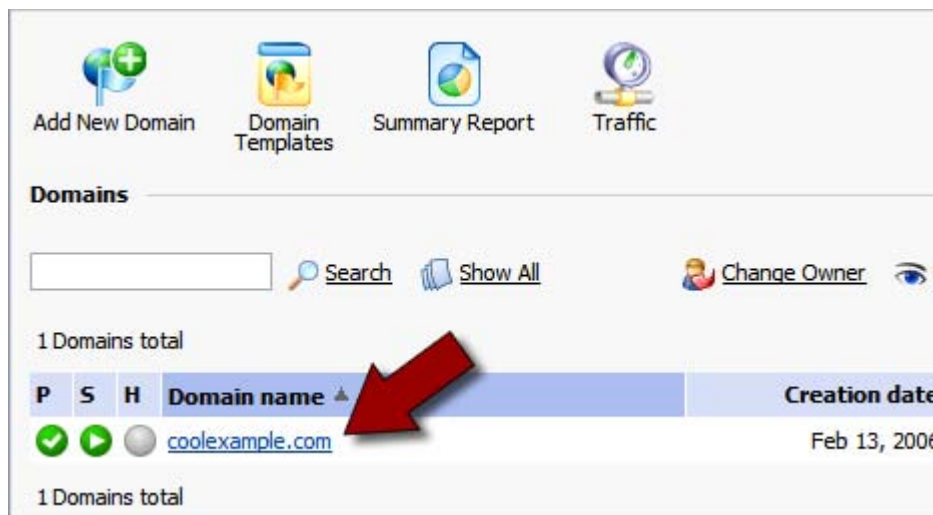 Add New Domain
Domain Templates
Summary Report
Traffic
Domains
Search
Show All
Change Owner
1 Domains total
P S H Domain name Creation date
coolexample.com Feb 13, 2006
1 Domains total